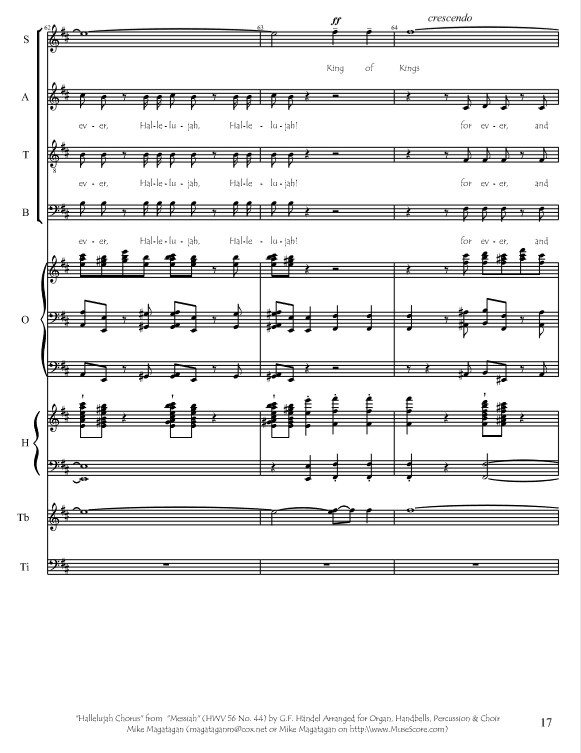 62
63
64
ff
crescendo
S
King of Kings
A
ev - er, Hal - le - lu - jah, Hal - le - lu - jah! for ev - er, and
T
8
ev - er, Hal - le - lu - jah, Hal - le - lu - jah! for ev - er, and
B
ev - er, Hal - le - lu - jah, Hal - le - lu - jah! for ev - er, and
O
H
Tb
Ti
"Hallelujah Chorus" from "Messiah" (HWV 56 No. 44) by G.F. Händel Arranged for Organ, Handbells, Percussion & Choir
Mike Magatagan (magataganm@cox.net or Mike Magatagan on http:\\www.MuseScore.com)
17